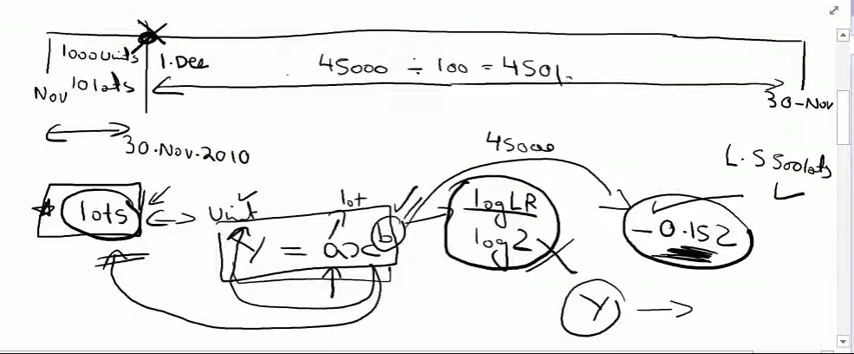 1000units
1.Dec
45000 ÷ 100 = 450/.
Nov
10lots
30-Nov
30.Nov.2010
45000
L.S 500lots
lots
Unit
lot
Y = axᵇ
logLR
log2
-0.152
Y